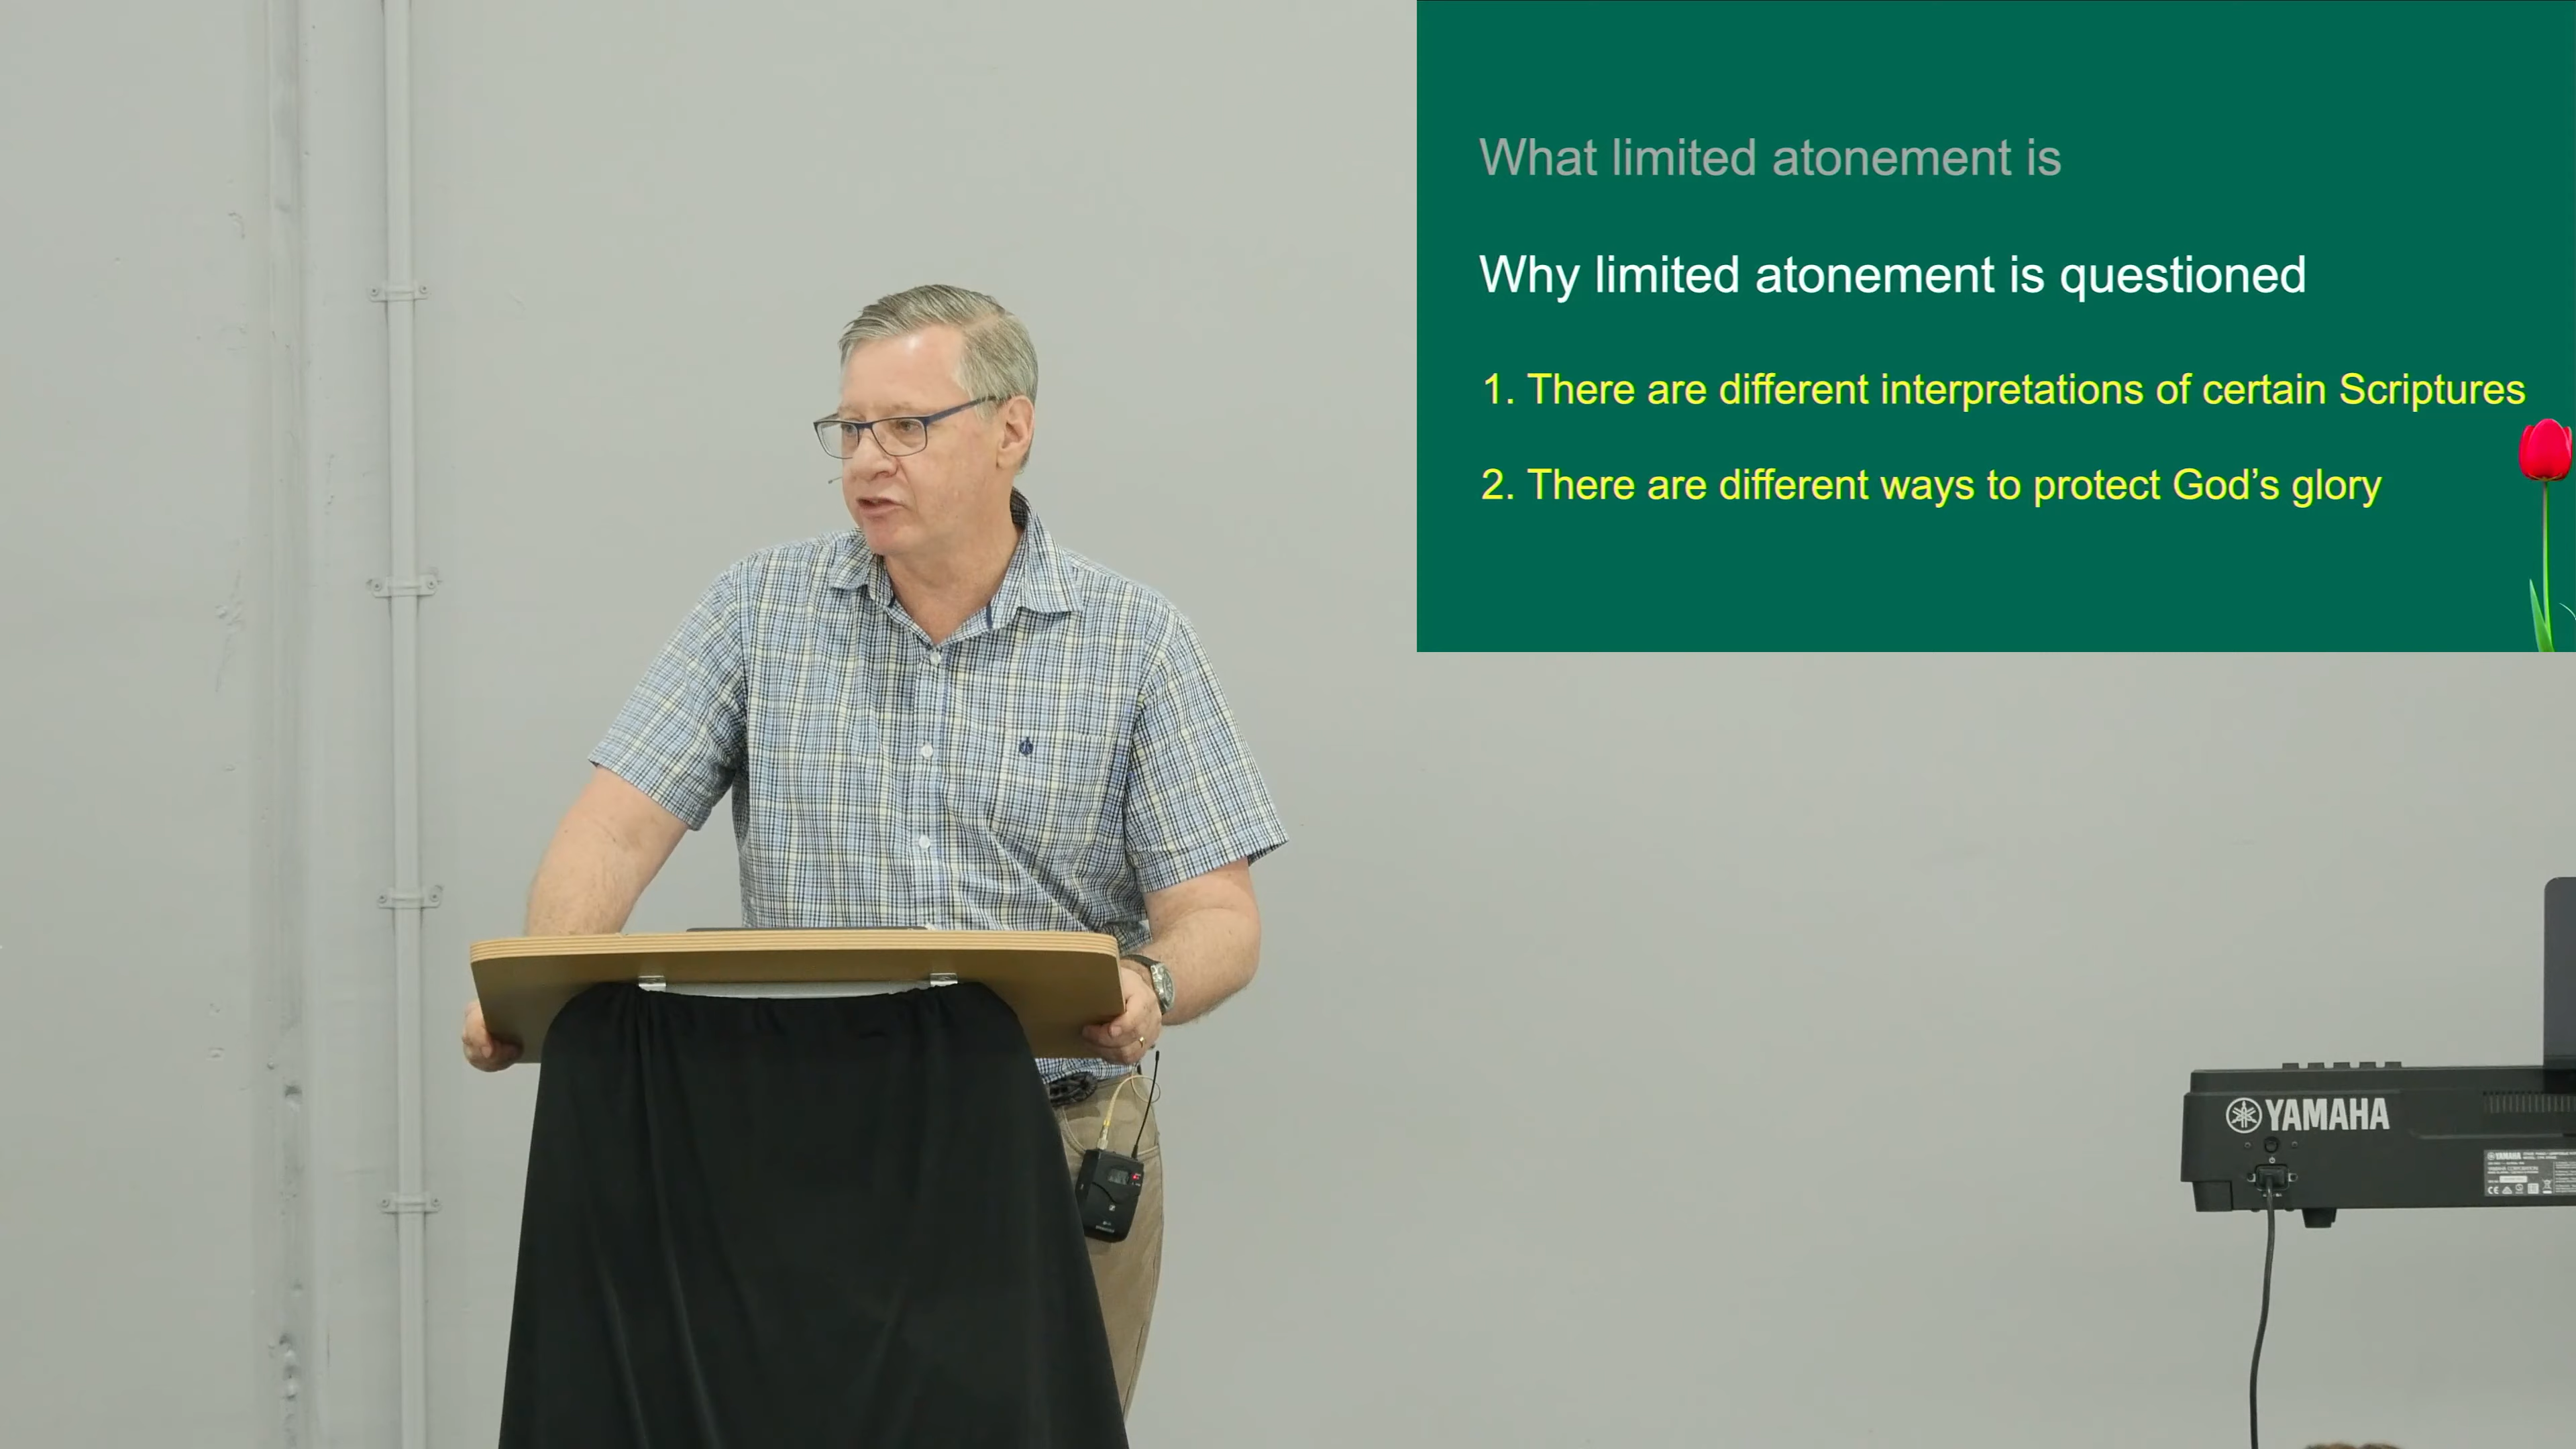 What limited atonement is
Why limited atonement is questioned
1. There are different interpretations of certain Scriptures
2. There are different ways to protect God’s glory
YAMAHA
YAMAHA